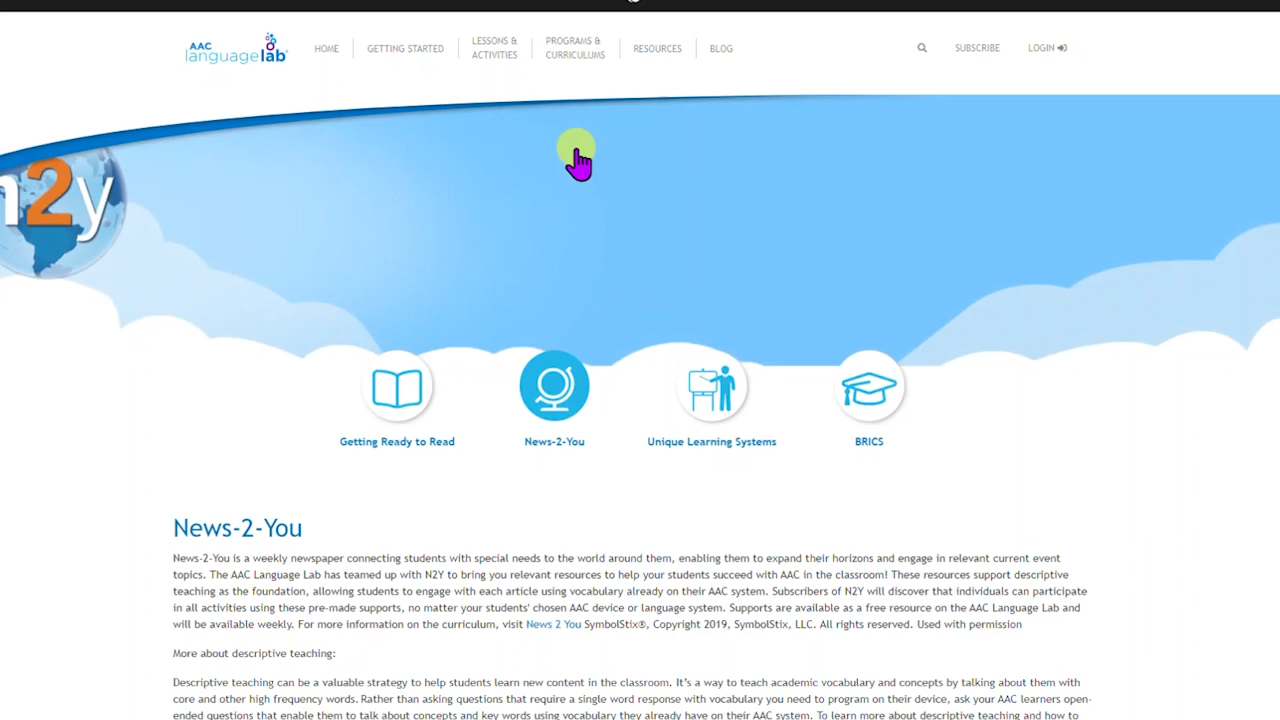 AAC
languagelab
HOME
GETTING STARTED
LESSONS &
ACTIVITIES
PROGRAMS &
CURRICULUMS
RESOURCES
BLOG
SUBSCRIBE
LOGIN
n2y
Getting Ready to Read
News-2-You
Unique Learning Systems
BRICS
News-2-You
News-2-You is a weekly newspaper connecting students with special needs to the world around them, enabling them to expand their horizons and engage in relevant current event
topics. The AAC Language Lab has teamed up with N2Y to bring you relevant resources to help your students succeed with AAC in the classroom! These resources support descriptive
teaching as the foundation, allowing students to engage with each article using vocabulary already on their AAC system. Subscribers of N2Y will discover that individuals can participate
in all activities using these pre-made supports, no matter your students' chosen AAC device or language system. Supports are available as a free resource on the AAC Language Lab and
will be available weekly. For more information on the curriculum, visit News 2 You SymbolStix®, Copyright 2019, SymbolStix, LLC. All rights reserved. Used with permission
More about descriptive teaching:
Descriptive teaching can be a valuable strategy to help students learn new content in the classroom. It's a way to teach academic vocabulary and concepts by talking about them with
core and other high frequency words. Rather than asking questions that require a single word response with vocabulary you need to program on their device, ask your AAC learners open-
ended questions that enable them to talk about concepts and key words using vocabulary they already have on their AAC system. To learn more about descriptive teaching and how to